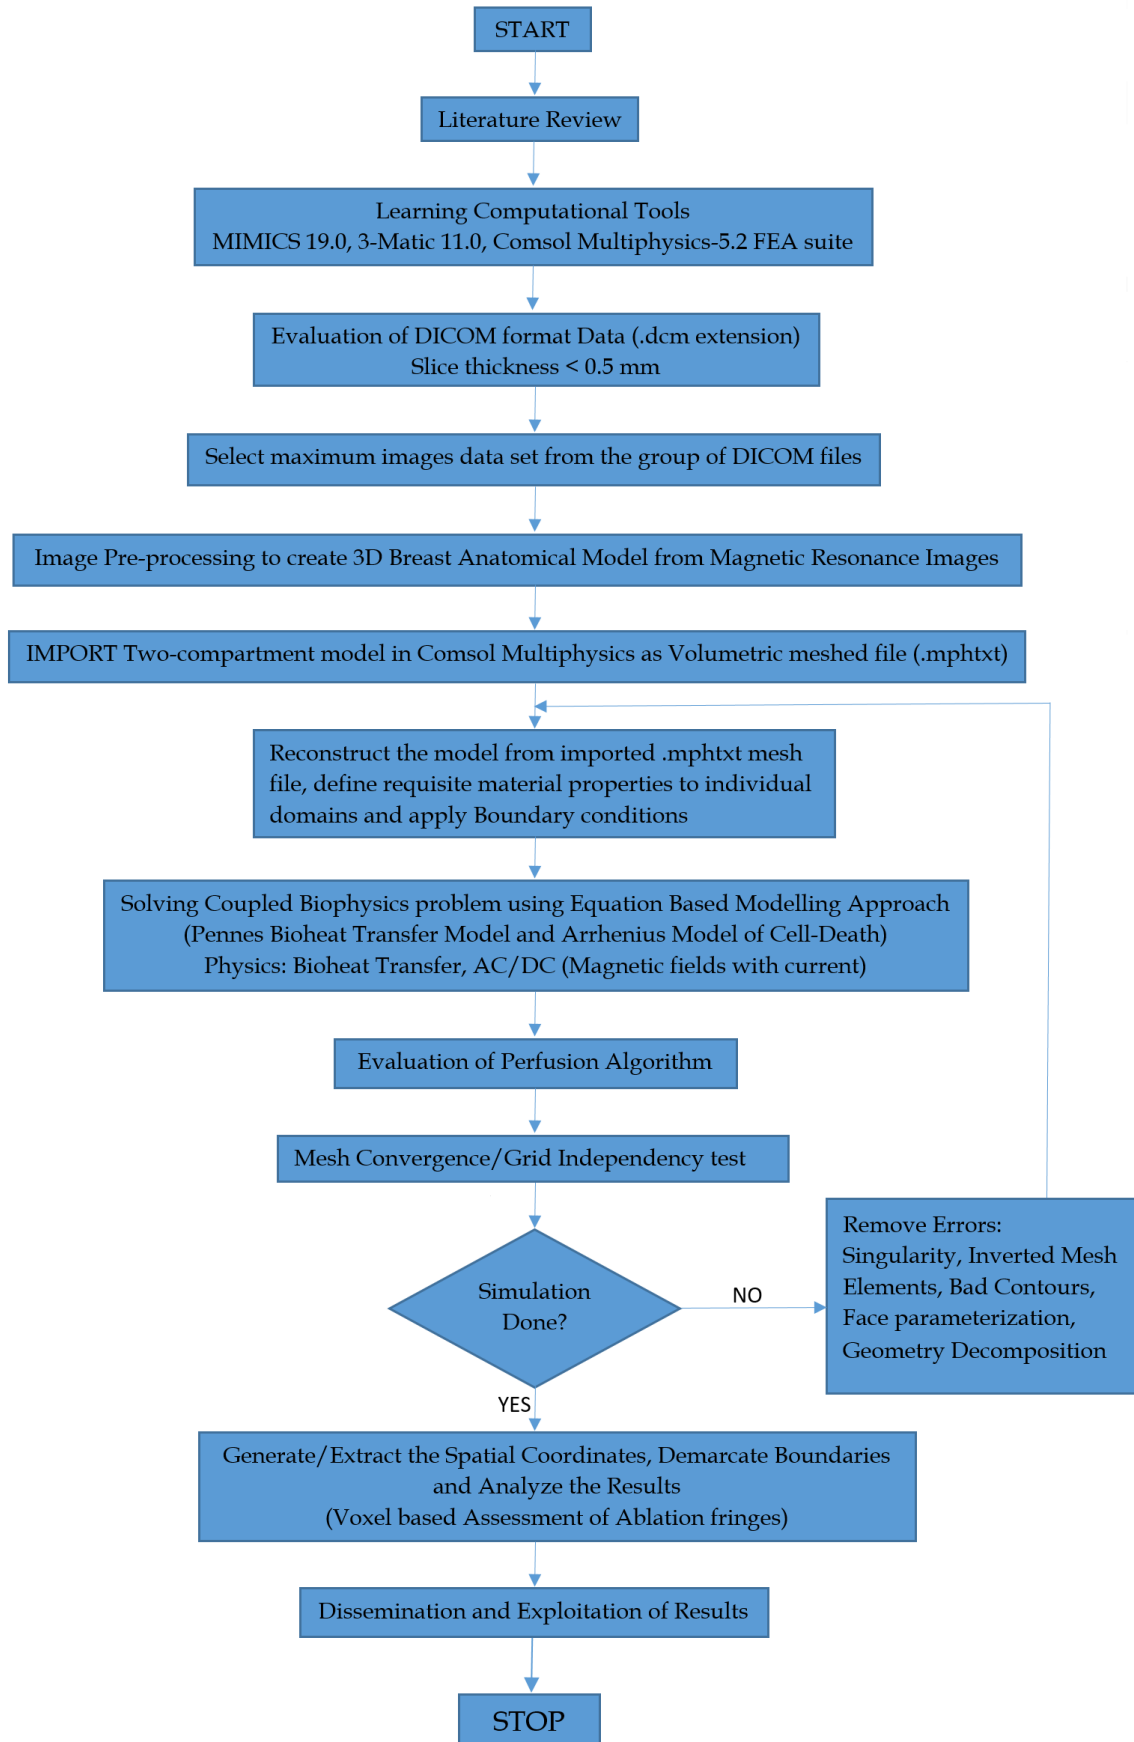 START
Literature Review
Learning Computational Tools
MIMICS 19.0, 3-Matic 11.0, Comsol Multiphysics-5.2 FEA suite
Evaluation of DICOM format Data (.dcm extension)
Slice thickness < 0.5 mm
Select maximum images data set from the group of DICOM files
Image Pre-processing to create 3D Breast Anatomical Model from Magnetic Resonance Images
IMPORT Two-compartment model in Comsol Multiphysics as Volumetric meshed file (.mphtxt)
Reconstruct the model from imported .mphtxt mesh
file, define requisite material properties to individual
domains and apply Boundary conditions
Solving Coupled Biophysics problem using Equation Based Modelling Approach
(Pennes Bioheat Transfer Model and Arrhenius Model of Cell-Death)
Physics: Bioheat Transfer, AC/DC (Magnetic fields with current)
Evaluation of Perfusion Algorithm
Mesh Convergence/Grid Independency test
Simulation
Done?
NO
Remove Errors:
Singularity, Inverted Mesh
Elements, Bad Contours,
Face parameterization,
Geometry Decomposition
YES
Generate/Extract the Spatial Coordinates, Demarcate Boundaries
and Analyze the Results
(Voxel based Assessment of Ablation fringes)
Dissemination and Exploitation of Results
STOP